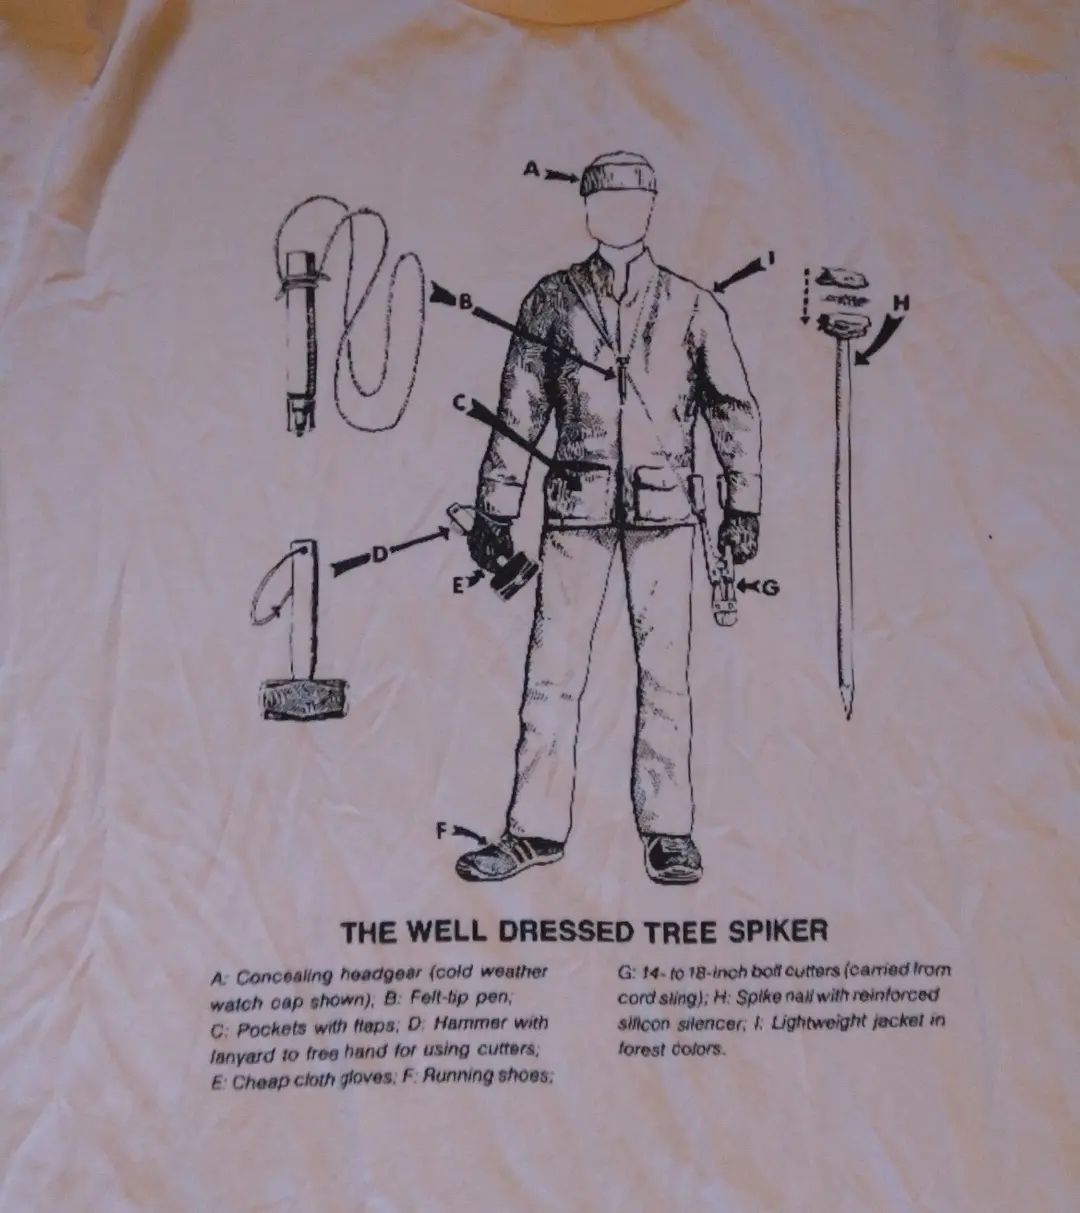 A
I
B
H
C
D
E
G
F
THE WELL DRESSED TREE SPIKER
A: Concealing headgear (cold weather
watch cap shown); B: Felt-tip pen;
C: Pockets with flaps; D: Hammer with
lanyard to free hand for using cutters;
E: Cheap cloth gloves; F: Running shoes;
G: 14- to 18-inch bolt cutters (carried from
cord sling); H: Spike nail with reinforced
silicon silencer; I: Lightweight jacket in
forest colors.